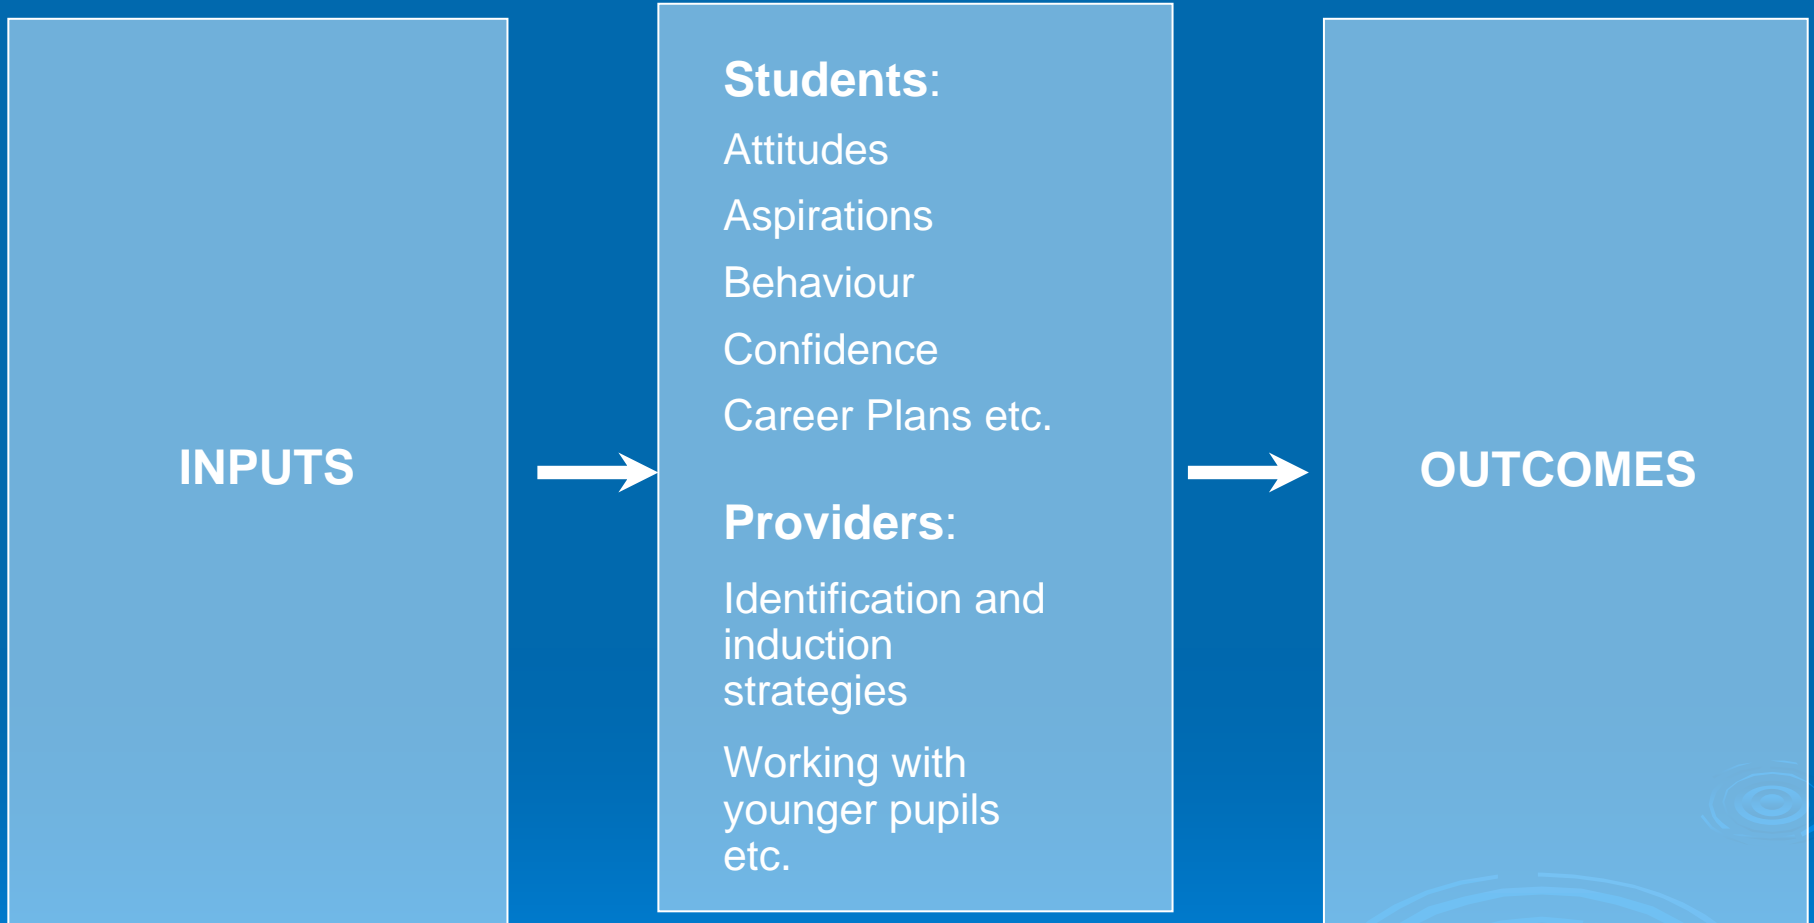 INPUTS
Students:
Attitudes
Aspirations
Behaviour
Confidence
Career Plans etc.
Providers:
Identification and
induction
strategies
Working with
younger pupils
etc.
OUTCOMES